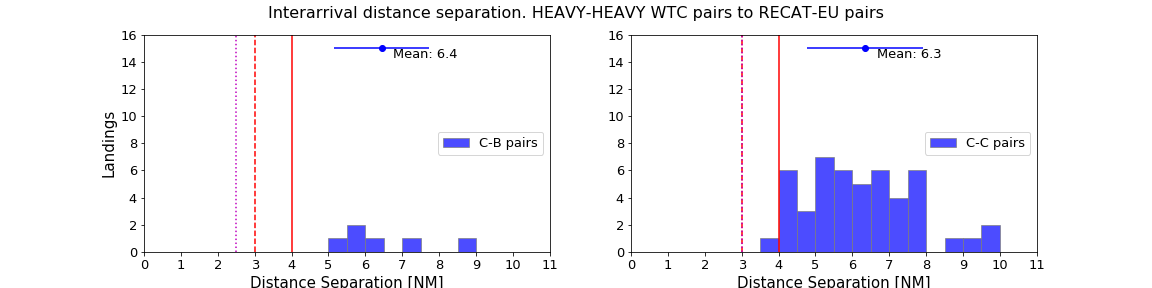 Interarrival distance separation. HEAVY-HEAVY WTC pairs to RECAT-EU pairs
16
14
12
10
8
6
4
2
0
Landings
Mean: 6.4
C-B pairs
0 1 2 3 4 5 6 7 8 9 10 11
Distance Separation [NM]
16
14
12
10
8
6
4
2
0
Mean: 6.3
C-C pairs
0 1 2 3 4 5 6 7 8 9 10 11
Distance Separation [NM]